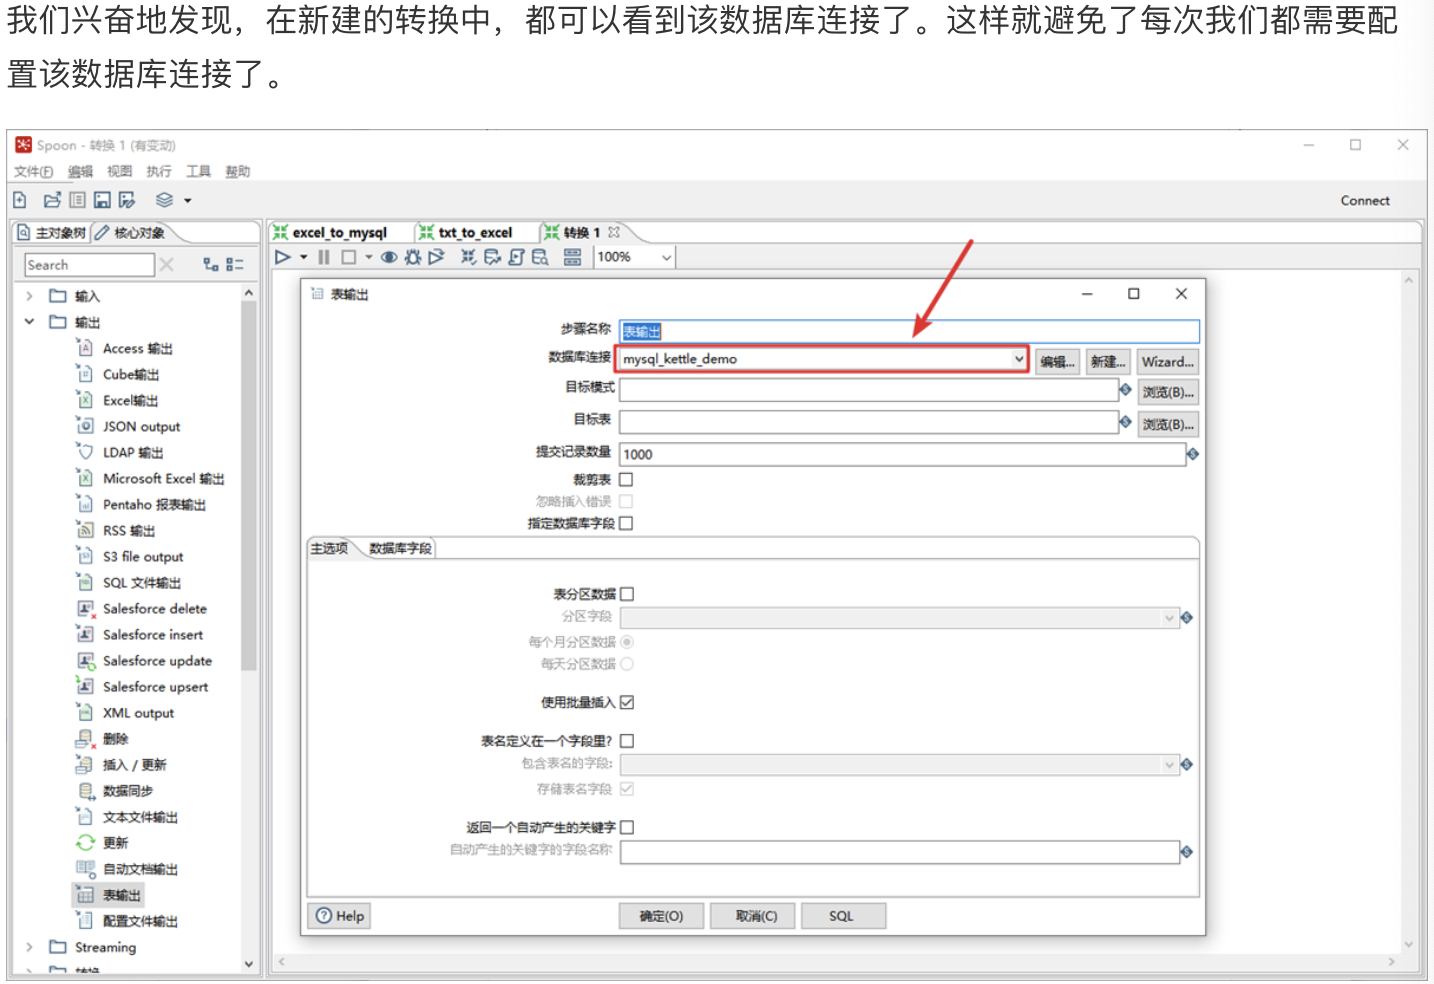 我们兴奋地发现，在新建的转换中，都可以看到该数据库连接了。这样就避免了每次我们都需要配
置该数据库连接了。
Spoon - 转换 1 (有变动)
文件(F) 编辑 视图 执行 工具 帮助
Connect
主对象树 核心对象
excel_to_mysql txt_to_excel 转换 1
Search
100%
输入
输出
Access 输出
Cube输出
Excel输出
JSON output
LDAP 输出
Microsoft Excel 输出
Pentaho 报表输出
RSS 输出
S3 file output
SQL 文件输出
Salesforce delete
Salesforce insert
Salesforce update
Salesforce upsert
XML output
删除
插入 / 更新
数据同步
文本文件输出
更新
自动文档输出
表输出
配置文件输出
Streaming
转换
表输出
步骤名称 表输出
数据库连接 mysql_kettle_demo 编辑... 新建... Wizard...
目标模式 浏览(B)...
目标表 浏览(B)...
提交记录数量 1000
裁剪表
忽略插入错误
指定数据库字段
主选项 数据库字段
表分区数据
分区字段
每个月分区数据
每天分区数据
使用批量插入
表名定义在一个字段里?
包含表名的字段:
存储表名字段
返回一个自动产生的关键字
自动产生的关键字的字段名称
Help 确定(O) 取消(C) SQL